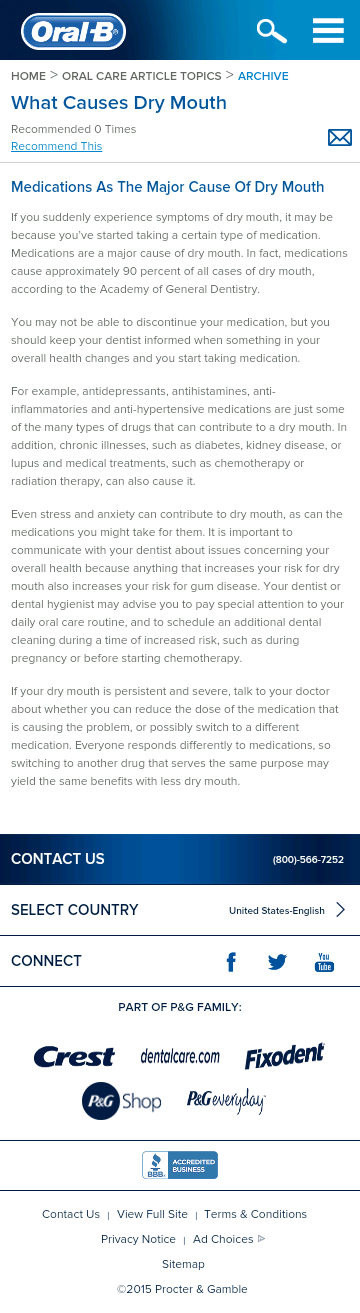 Oral-B
HOME > ORAL CARE ARTICLE TOPICS > ARCHIVE
What Causes Dry Mouth
Recommended 0 Times
Recommend This
Medications As The Major Cause Of Dry Mouth
If you suddenly experience symptoms of dry mouth, it may be
because you've started taking a certain type of medication.
Medications are a major cause of dry mouth. In fact, medications
cause approximately 90 percent of all cases of dry mouth,
according to the Academy of General Dentistry.
You may not be able to discontinue your medication, but you
should keep your dentist informed when something in your
overall health changes and you start taking medication.
For example, antidepressants, antihistamines, anti-
inflammatories and anti-hypertensive medications are just some
of the many types of drugs that can contribute to a dry mouth. In
addition, chronic illnesses, such as diabetes, kidney disease, or
lupus and medical treatments, such as chemotherapy or
radiation therapy, can also cause it.
Even stress and anxiety can contribute to dry mouth, as can the
medications you might take for them. It is important to
communicate with your dentist about issues concerning your
overall health because anything that increases your risk for dry
mouth also increases your risk for gum disease. Your dentist or
dental hygienist may advise you to pay special attention to your
daily oral care routine, and to schedule an additional dental
cleaning during a time of increased risk, such as during
pregnancy or before starting chemotherapy.
If your dry mouth is persistent and severe, talk to your doctor
about whether you can reduce the dose of the medication that
is causing the problem, or possibly switch to a different
medication. Everyone responds differently to medications, so
switching to another drug that serves the same purpose may
yield the same benefits with less dry mouth.
CONTACT US (800)-566-7252
SELECT COUNTRY United States-English
CONNECT You Tube
PART OF P&G FAMILY:
Crest dentalcare.com Fixodent
P&G Shop P&G everyday
BBB ACCREDITED BUSINESS
Contact Us | View Full Site | Terms & Conditions
Privacy Notice | Ad Choices
Sitemap
©2015 Procter & Gamble